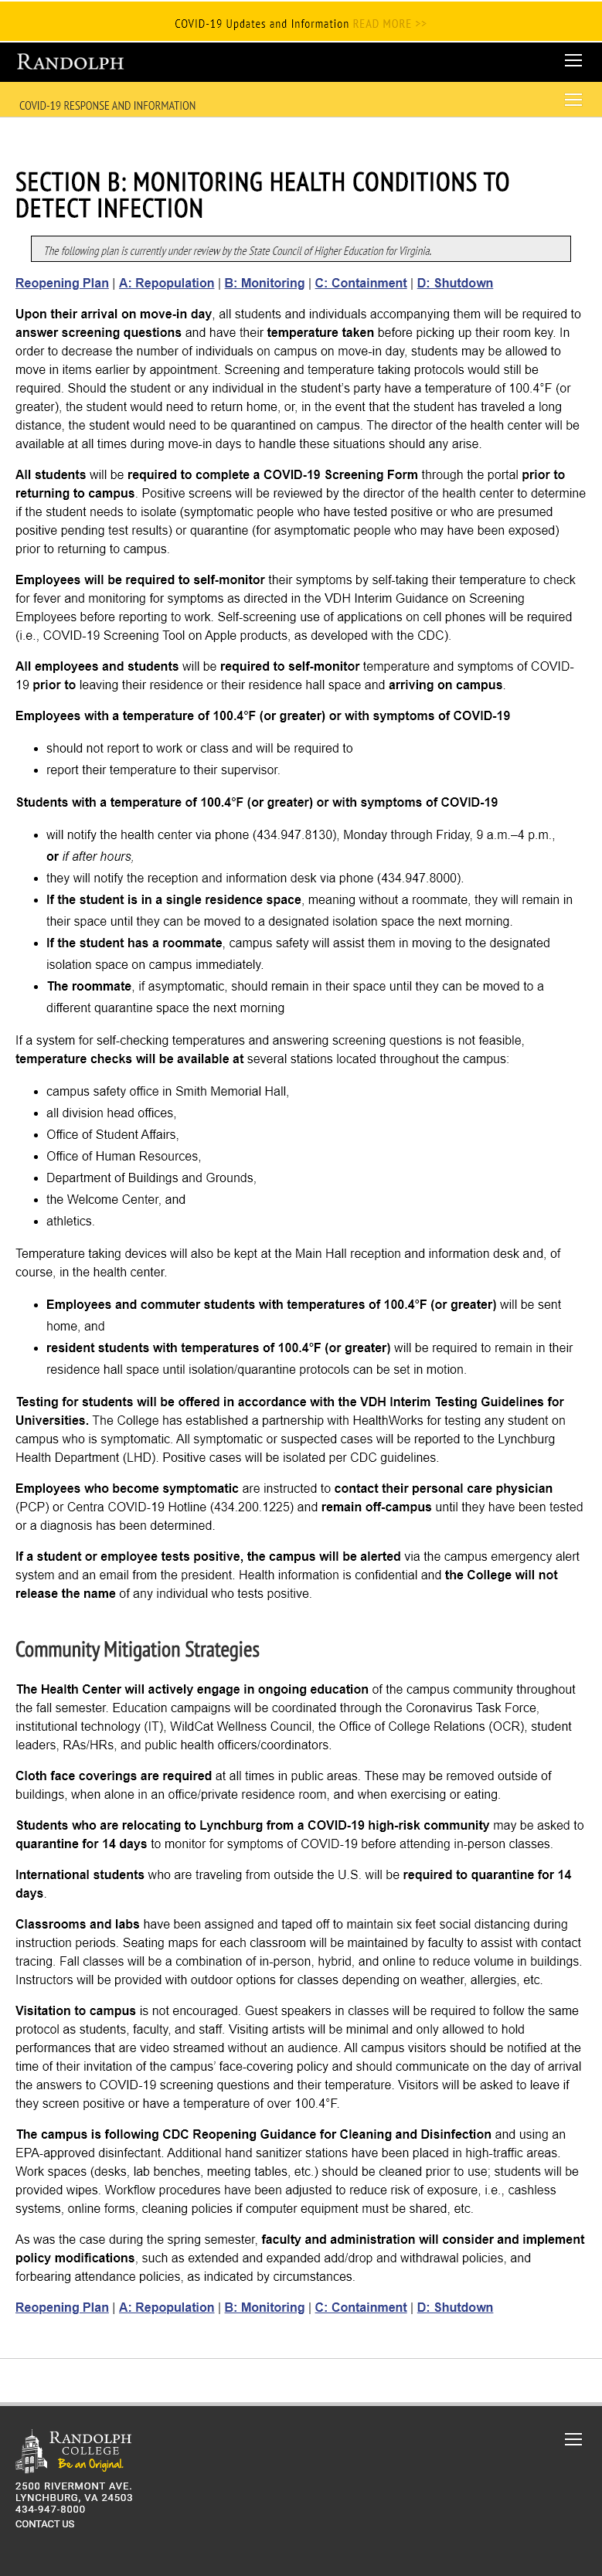 COVID-19 Updates and Information READ MORE >>
RANDOLPH
COVID-19 RESPONSE AND INFORMATION
SECTION B: MONITORING HEALTH CONDITIONS TO
DETECT INFECTION
The following plan is currently under review by the State Council of Higher Education for Virginia.
Reopening Plan | A: Repopulation | B: Monitoring | C: Containment | D: Shutdown
Upon their arrival on move-in day, all students and individuals accompanying them will be required to
answer screening questions and have their temperature taken before picking up their room key. In
order to decrease the number of individuals on campus on move-in day, students may be allowed to
move in items earlier by appointment. Screening and temperature taking protocols would still be
required. Should the student or any individual in the student’s party have a temperature of 100.4°F (or
greater), the student would need to return home, or, in the event that the student has traveled a long
distance, the student would need to be quarantined on campus. The director of the health center will be
available at all times during move-in days to handle these situations should any arise.
All students will be required to complete a COVID-19 Screening Form through the portal prior to
returning to campus. Positive screens will be reviewed by the director of the health center to determine
if the student needs to isolate (symptomatic people who have tested positive or who are presumed
positive pending test results) or quarantine (for asymptomatic people who may have been exposed)
prior to returning to campus.
Employees will be required to self-monitor their symptoms by self-taking their temperature to check
for fever and monitoring for symptoms as directed in the VDH Interim Guidance on Screening
Employees before reporting to work. Self-screening use of applications on cell phones will be required
(i.e., COVID-19 Screening Tool on Apple products, as developed with the CDC).
All employees and students will be required to self-monitor temperature and symptoms of COVID-
19 prior to leaving their residence or their residence hall space and arriving on campus.
Employees with a temperature of 100.4°F (or greater) or with symptoms of COVID-19
• should not report to work or class and will be required to
• report their temperature to their supervisor.
Students with a temperature of 100.4°F (or greater) or with symptoms of COVID-19
• will notify the health center via phone (434.947.8130), Monday through Friday, 9 a.m.–4 p.m.,
or if after hours,
• they will notify the reception and information desk via phone (434.947.8000).
• If the student is in a single residence space, meaning without a roommate, they will remain in
their space until they can be moved to a designated isolation space the next morning.
• If the student has a roommate, campus safety will assist them in moving to the designated
isolation space on campus immediately.
• The roommate, if asymptomatic, should remain in their space until they can be moved to a
different quarantine space the next morning
If a system for self-checking temperatures and answering screening questions is not feasible,
temperature checks will be available at several stations located throughout the campus:
• campus safety office in Smith Memorial Hall,
• all division head offices,
• Office of Student Affairs,
• Office of Human Resources,
• Department of Buildings and Grounds,
• the Welcome Center, and
• athletics.
Temperature taking devices will also be kept at the Main Hall reception and information desk and, of
course, in the health center.
• Employees and commuter students with temperatures of 100.4°F (or greater) will be sent
home, and
• resident students with temperatures of 100.4°F (or greater) will be required to remain in their
residence hall space until isolation/quarantine protocols can be set in motion.
Testing for students will be offered in accordance with the VDH Interim Testing Guidelines for
Universities. The College has established a partnership with HealthWorks for testing any student on
campus who is symptomatic. All symptomatic or suspected cases will be reported to the Lynchburg
Health Department (LHD). Positive cases will be isolated per CDC guidelines.
Employees who become symptomatic are instructed to contact their personal care physician
(PCP) or Centra COVID-19 Hotline (434.200.1225) and remain off-campus until they have been tested
or a diagnosis has been determined.
If a student or employee tests positive, the campus will be alerted via the campus emergency alert
system and an email from the president. Health information is confidential and the College will not
release the name of any individual who tests positive.
Community Mitigation Strategies
The Health Center will actively engage in ongoing education of the campus community throughout
the fall semester. Education campaigns will be coordinated through the Coronavirus Task Force,
institutional technology (IT), WildCat Wellness Council, the Office of College Relations (OCR), student
leaders, RAs/HRs, and public health officers/coordinators.
Cloth face coverings are required at all times in public areas. These may be removed outside of
buildings, when alone in an office/private residence room, and when exercising or eating.
Students who are relocating to Lynchburg from a COVID-19 high-risk community may be asked to
quarantine for 14 days to monitor for symptoms of COVID-19 before attending in-person classes.
International students who are traveling from outside the U.S. will be required to quarantine for 14
days.
Classrooms and labs have been assigned and taped off to maintain six feet social distancing during
instruction periods. Seating maps for each classroom will be maintained by faculty to assist with contact
tracing. Fall classes will be a combination of in-person, hybrid, and online to reduce volume in buildings.
Instructors will be provided with outdoor options for classes depending on weather, allergies, etc.
Visitation to campus is not encouraged. Guest speakers in classes will be required to follow the same
protocol as students, faculty, and staff. Visiting artists will be minimal and only allowed to hold
performances that are video streamed without an audience. All campus visitors should be notified at the
time of their invitation of the campus’ face-covering policy and should communicate on the day of arrival
the answers to COVID-19 screening questions and their temperature. Visitors will be asked to leave if
they screen positive or have a temperature of over 100.4°F.
The campus is following CDC Reopening Guidance for Cleaning and Disinfection and using an
EPA-approved disinfectant. Additional hand sanitizer stations have been placed in high-traffic areas.
Work spaces (desks, lab benches, meeting tables, etc.) should be cleaned prior to use; students will be
provided wipes. Workflow procedures have been adjusted to reduce risk of exposure, i.e., cashless
systems, online forms, cleaning policies if computer equipment must be shared, etc.
As was the case during the spring semester, faculty and administration will consider and implement
policy modifications, such as extended and expanded add/drop and withdrawal policies, and
forbearing attendance policies, as indicated by circumstances.
Reopening Plan | A: Repopulation | B: Monitoring | C: Containment | D: Shutdown
RANDOLPH
COLLEGE
Be an Original.
2500 RIVERMONT AVE.
LYNCHBURG, VA 24503
434-947-8000
CONTACT US